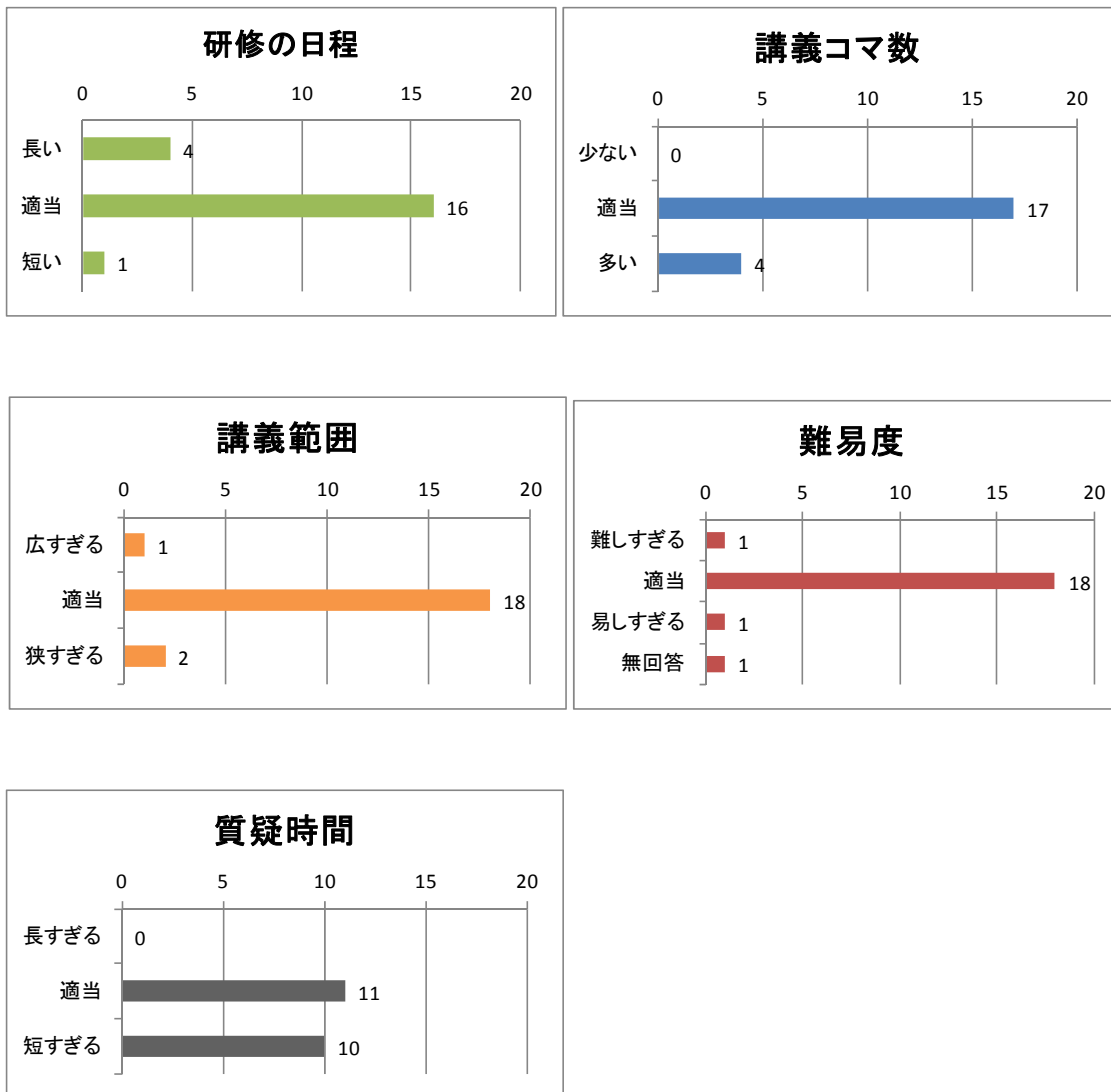 研修の日程
0 5 10 15 20
長い 4
適当 16
短い 1
講義コマ数
0 5 10 15 20
少ない 0
適当 17
多い 4
講義範囲
0 5 10 15 20
広すぎる 1
適当 18
狭すぎる 2
難易度
0 5 10 15 20
難しすぎる 1
適当 18
易しすぎる 1
無回答 1
質疑時間
0 5 10 15 20
長すぎる 0
適当 11
短すぎる 10